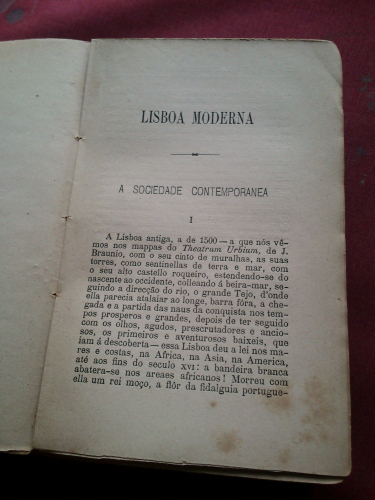 LISBOA MODERNA
A SOCIEDADE CONTEMPORANEA
I
A Lisboa antiga, a de 1500 — a que nós vê-
mos nos mappas do Theatrum Urbium, de J.
Braunio, com o seu cinto de muralhas, as suas
torres, como sentinellas de terra e mar, com
o seu alto castello roqueiro, estendendo-se do
nascente ao occidente, colleando á beira-mar, se-
guindo a direcção do rio, o grande Tejo, d'onde
ella parecia atalaiar ao longe, barra fóra, a che-
gada e a partida das naus da conquista nos tem-
pos prosperos e grandes, depois de ter seguido
com os olhos, agudos, prescrutadores e ancio-
sos, os primeiros e aventurosos baixeis, que
iam á descoberta — essa Lisboa deu a lei nos ma-
res e costas, na Africa, na Asia, na America,
até aos fins do seculo XVI: a bandeira branca
abatera-se nos areaes africanos! Morreu com
ella um rei moço, a flôr da fidalguia portugue-